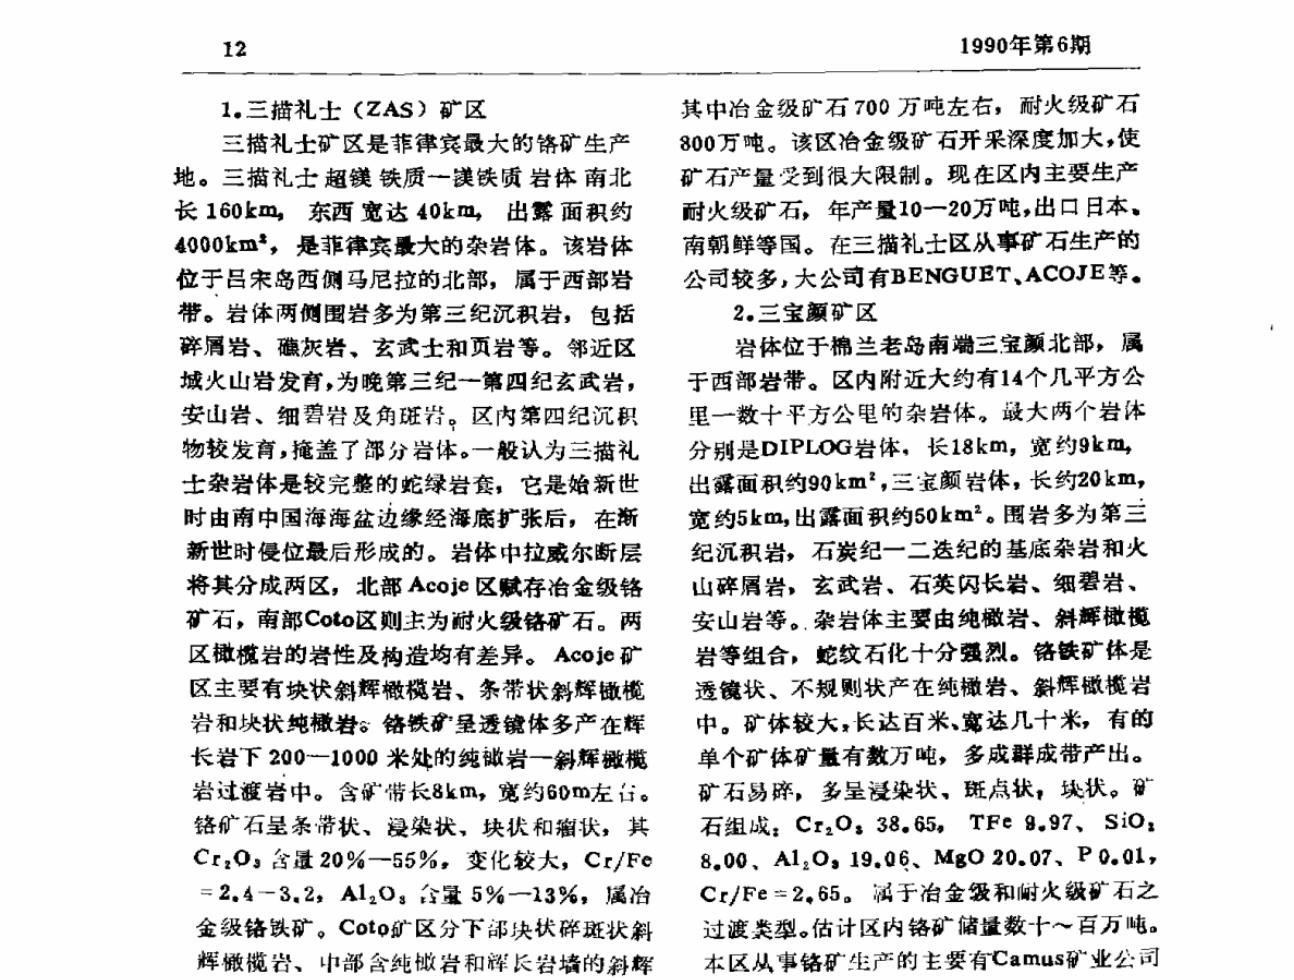 12
1990年第6期
1.三描礼士（ZAS）矿区
三描礼士矿区是菲律宾最大的铬矿生产
地。三描礼士超镁铁质一镁铁质岩体南北
长160km，东西宽达40km，出露面积约
4000km²，是菲律宾最大的杂岩体。该岩体
位于吕宋岛西侧马尼拉的北部，属于西部岩
带。岩体两侧围岩多为第三纪沉积岩，包括
碎屑岩、礁灰岩、玄武士和页岩等。邻近区
域火山岩发育，为晚第三纪一第四纪玄武岩，
安山岩、细碧岩及角斑岩。区内第四纪沉积
物较发育，掩盖了部分岩体。一般认为三描礼
士杂岩体是较完整的蛇绿岩套，它是始新世
时由南中国海海盆边缘经海底扩张后，在渐
新世时侵位最后形成的。岩体中拉威尔断层
将其分成两区，北部Acoje区赋存冶金级铬
矿石，南部Coto区则主为耐火级铬矿石。两
区橄榄岩的岩性及构造均有差异。Acoje矿
区主要有块状斜辉橄榄岩、条带状斜辉橄榄
岩和块状纯橄岩。铬铁矿呈透镜体多产在辉
长岩下200—1000米处的纯橄岩一斜辉橄榄
岩过渡岩中。含矿带长8km，宽约60m左右。
铬矿石呈条带状、浸染状、块状和瘤状，其
Cr₂O₃含量20%—55%，变化较大，Cr/Fe
=2.4－3.2，Al₂O₃含量5%—13%，属冶
金级铬铁矿。Coto矿区分下部块状碎斑状斜
辉橄榄岩、中部含纯橄岩和辉长岩墙的斜辉
其中冶金级矿石700万吨左右，耐火级矿石
800万吨。该区冶金级矿石开采深度加大，使
矿石产量受到很大限制。现在区内主要生产
耐火级矿石，年产量10—20万吨，出口日本、
南朝鲜等国。在三描礼士区从事矿石生产的
公司较多，大公司有BENGUET、ACOJE等。
2.三宝颜矿区
岩体位于棉兰老岛南端三宝颜北部，属
于西部岩带。区内附近大约有14个几平方公
里一数十平方公里的杂岩体。最大两个岩体
分别是DIPLOG岩体，长18km，宽约9km，
出露面积约90km²，三宝颜岩体，长约20km，
宽约5km，出露面积约50km²。围岩多为第三
纪沉积岩，石炭纪一二迭纪的基底杂岩和火
山碎屑岩，玄武岩、石英闪长岩、细碧岩、
安山岩等。杂岩体主要由纯橄岩、斜辉橄榄
岩等组合，蛇纹石化十分强烈。铬铁矿体是
透镜状、不规则状产在纯橄岩、斜辉橄榄岩
中。矿体较大，长达百米、宽达几十米，有的
单个矿体矿量有数万吨，多成群成带产出。
矿石易碎，多呈浸染状、斑点状，块状。矿
石组成：Cr₂O₃ 38.65，TFe 9.97、SiO₂
8.00、Al₂O₃ 19.06、MgO 20.07、P 0.01，
Cr/Fe＝2.65。属于冶金级和耐火级矿石之
过渡类型。估计区内铬矿储量数十～百万吨。
本区从事铬矿生产的主要有Camus矿业公司